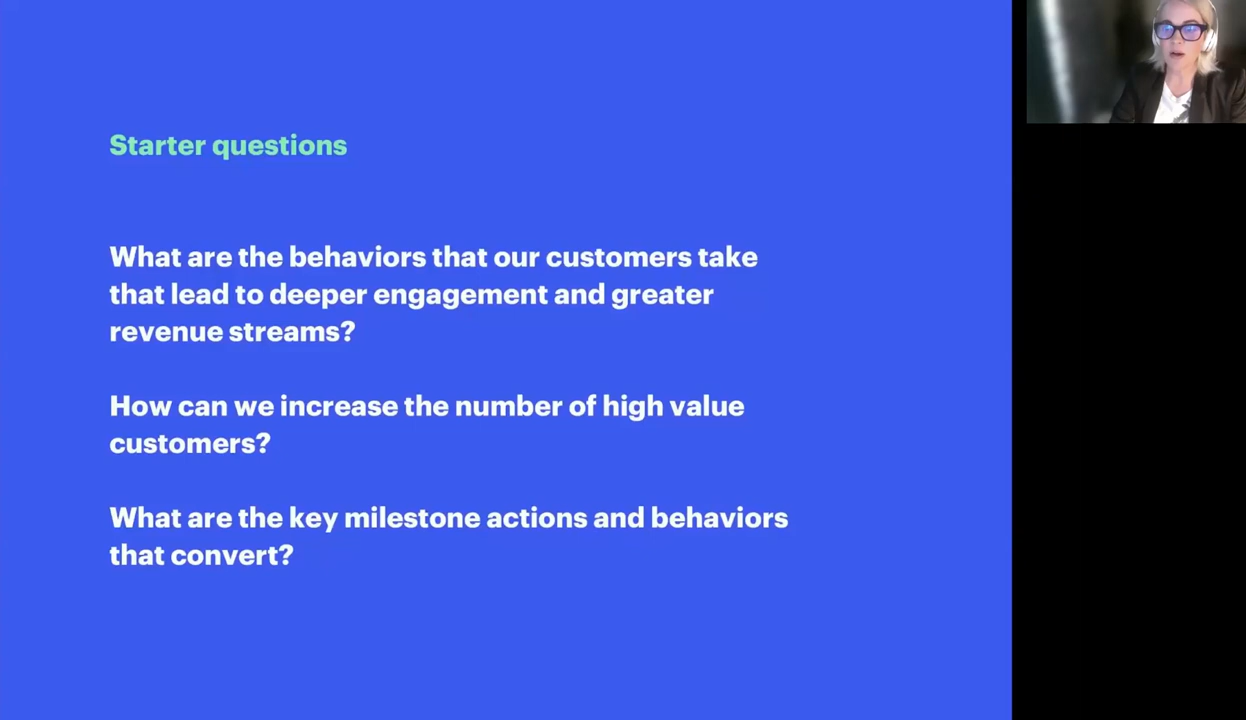 Starter questions
What are the behaviors that our customers take
that lead to deeper engagement and greater
revenue streams?
How can we increase the number of high value
customers?
What are the key milestone actions and behaviors
that convert?